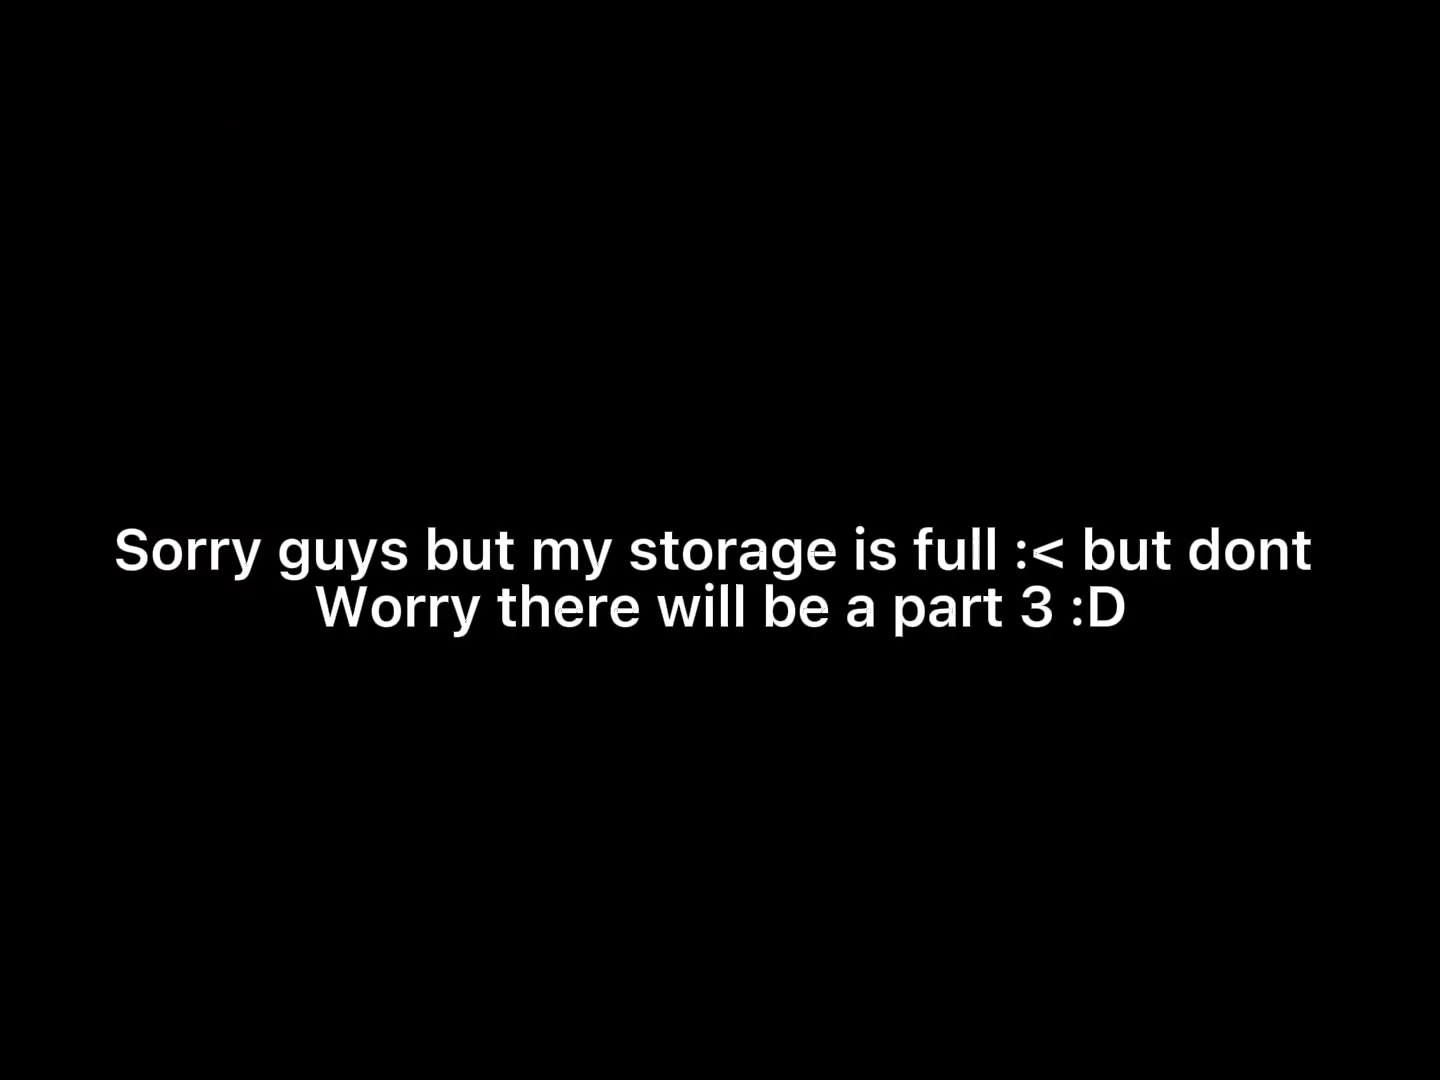 Sorry guys but my storage is full :< but dont
Worry there will be a part 3 :D